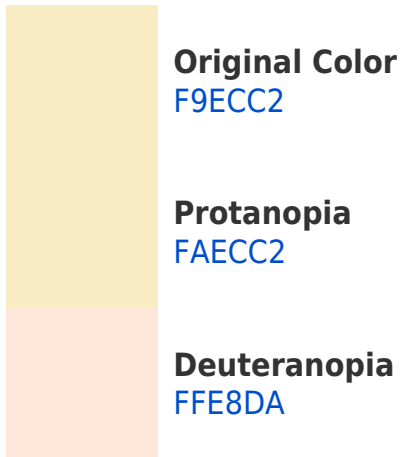 Original Color
F9ECC2
Protanopia
FAECC2
Deuteranopia
FFE8DA